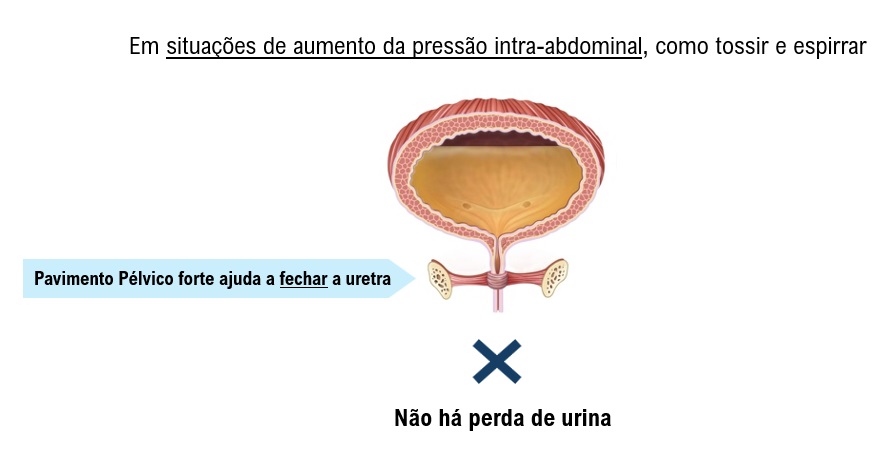 Em situações de aumento da pressão intra-abdominal, como tossir e espirrar
Pavimento Pélvico forte ajuda a fechar a uretra
Não há perda de urina